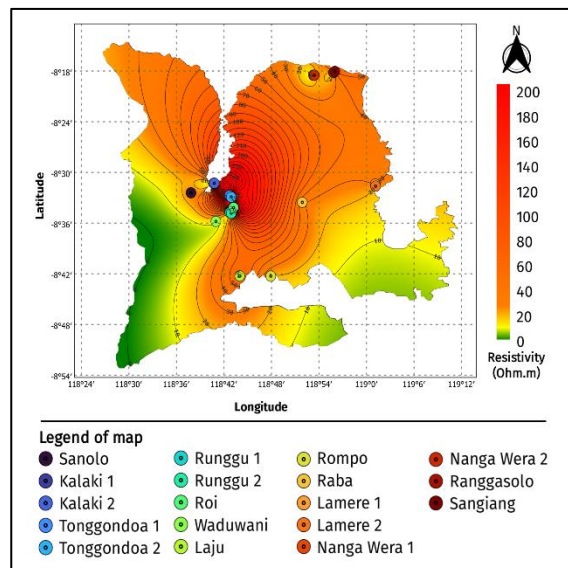 N
-8°18'
-8°24'
-8°30'
-8°36'
-8°42'
-8°48'
-8°54'
Latitude
118°24' 118°30' 118°36' 118°42' 118°48' 118°54' 119°0' 119°6' 119°12'
Longitude
200
180
160
140
120
100
80
60
40
20
0
Resistivity
(Ohm.m)
Legend of map
Sanolo
Kalaki 1
Kalaki 2
Tonggondoa 1
Tonggondoa 2
Runggu 1
Runggu 2
Roi
Waduwani
Laju
Rompo
Raba
Lamere 1
Lamere 2
Nanga Wera 1
Nanga Wera 2
Ranggasolo
Sangiang